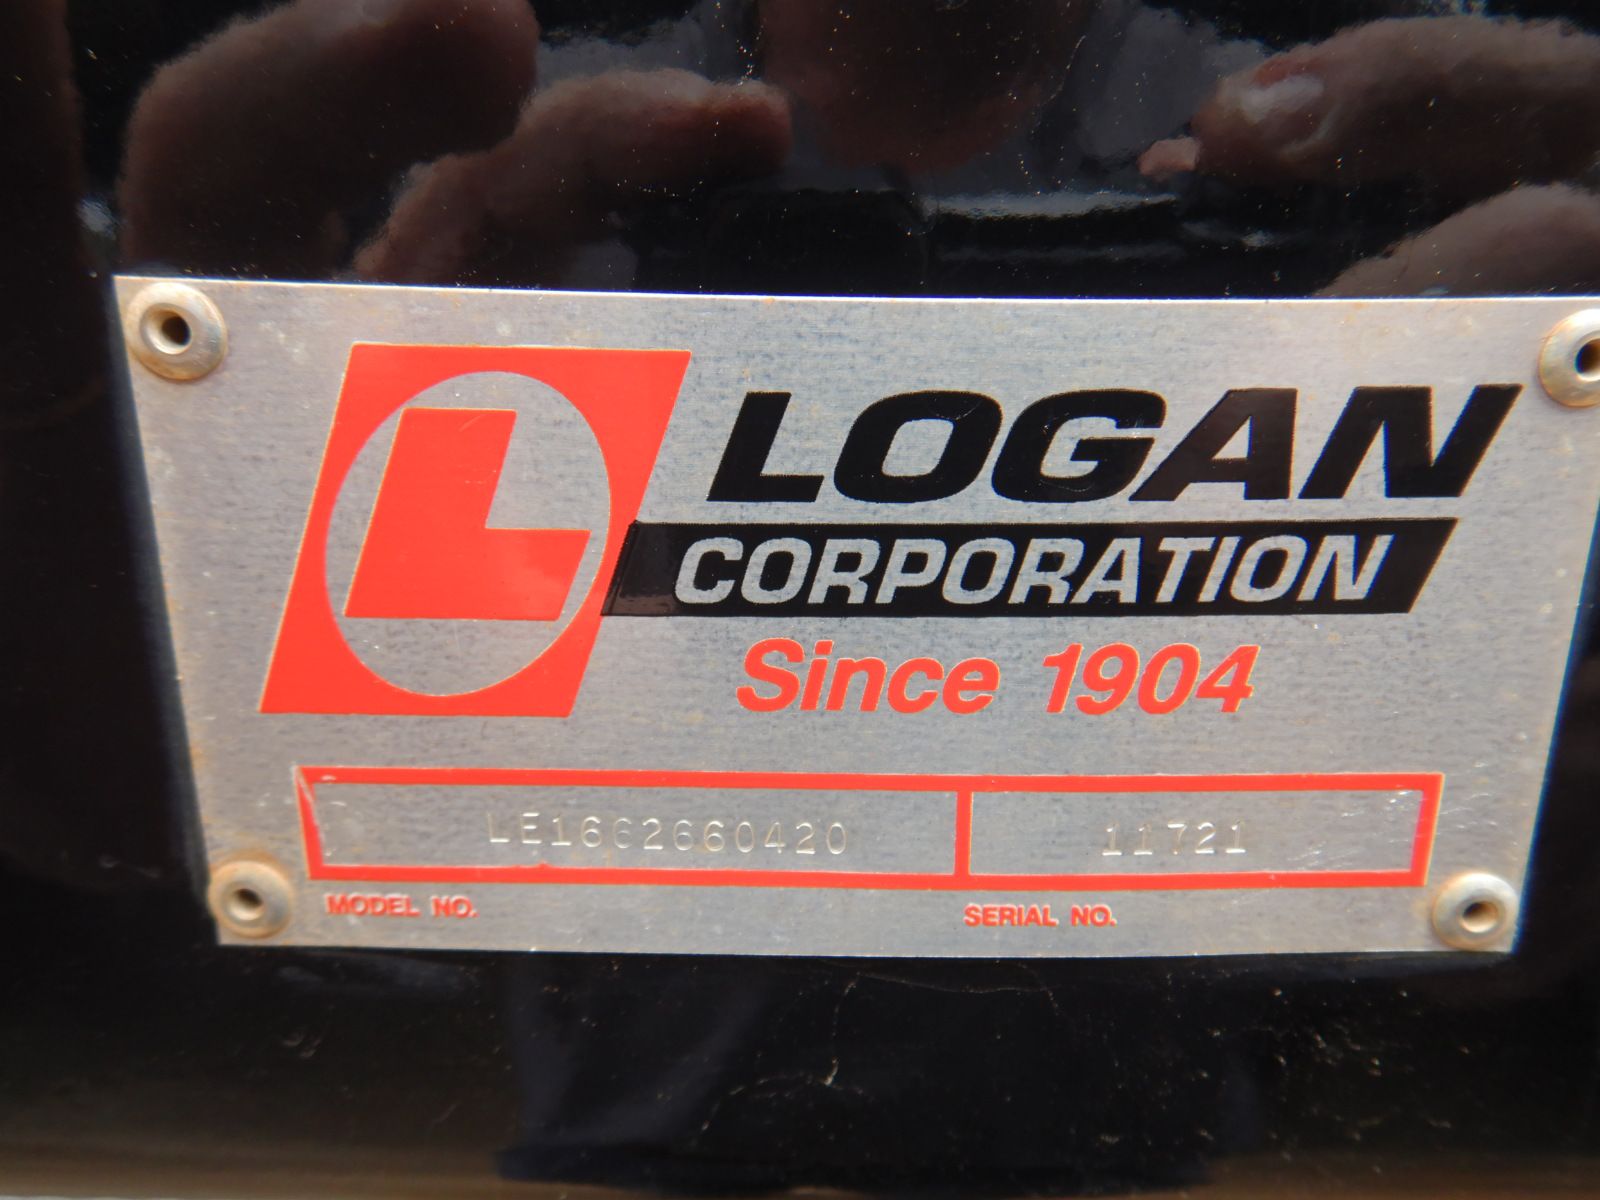 L
LOGAN
CORPORATION
Since 1904
LE1662660420 11721
MODEL NO. SERIAL NO.